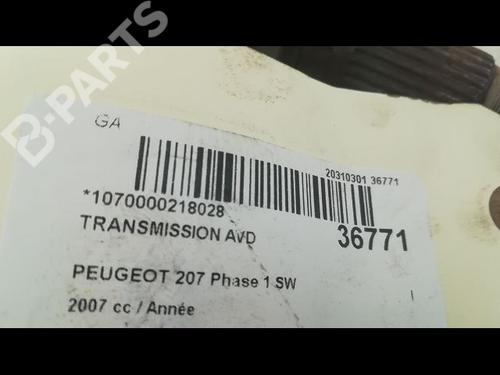 B-PARTS
GA
20310301 36771
*1070000218028
TRANSMISSION AVD
36771
PEUGEOT 207 Phase 1 SW
2007 cc / Année